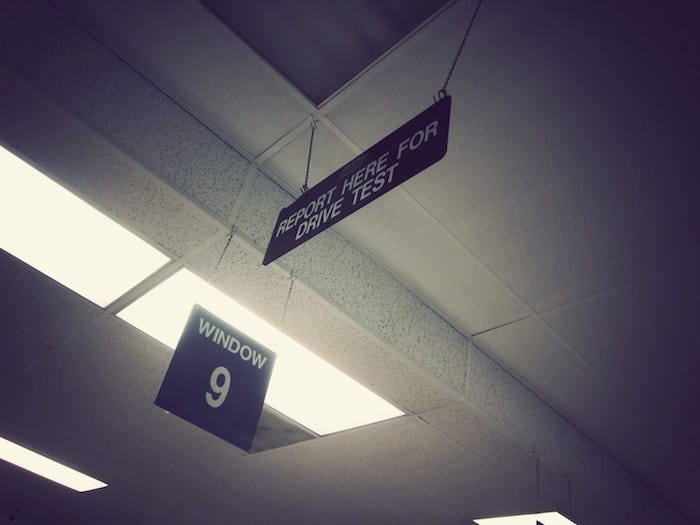 REPORT HERE FOR
DRIVE TEST
WINDOW
9